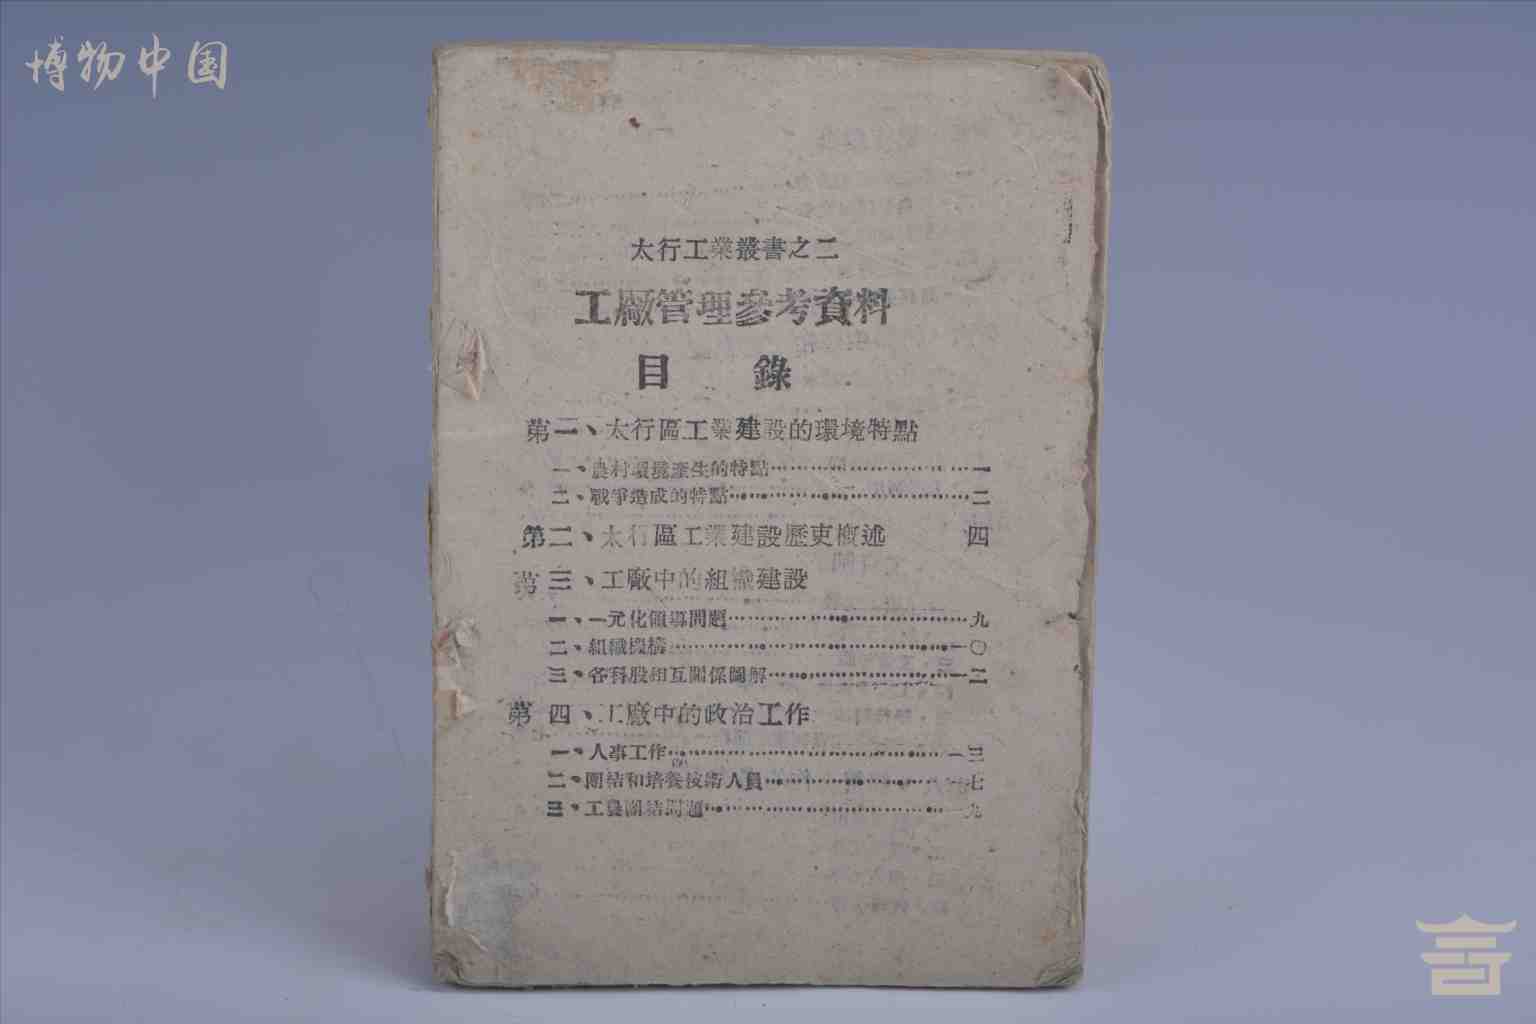 博物中国
太行工業叢書之二
工廠管理參考資料
目錄
第一、太行區工業建設的環境特點
一、農村環境產生的特點……一
二、戰爭造成的特點……二
第二、太行區工業建設歷史概述 四
第三、工廠中的組織建設
一、一元化領導問題……九
二、組織機構……一〇
三、各科股相互關係圖解……一二
第四、工廠中的政治工作
一、人事工作……一三
二、團結和培養技術人員……一七
三、工農團結問題……一九